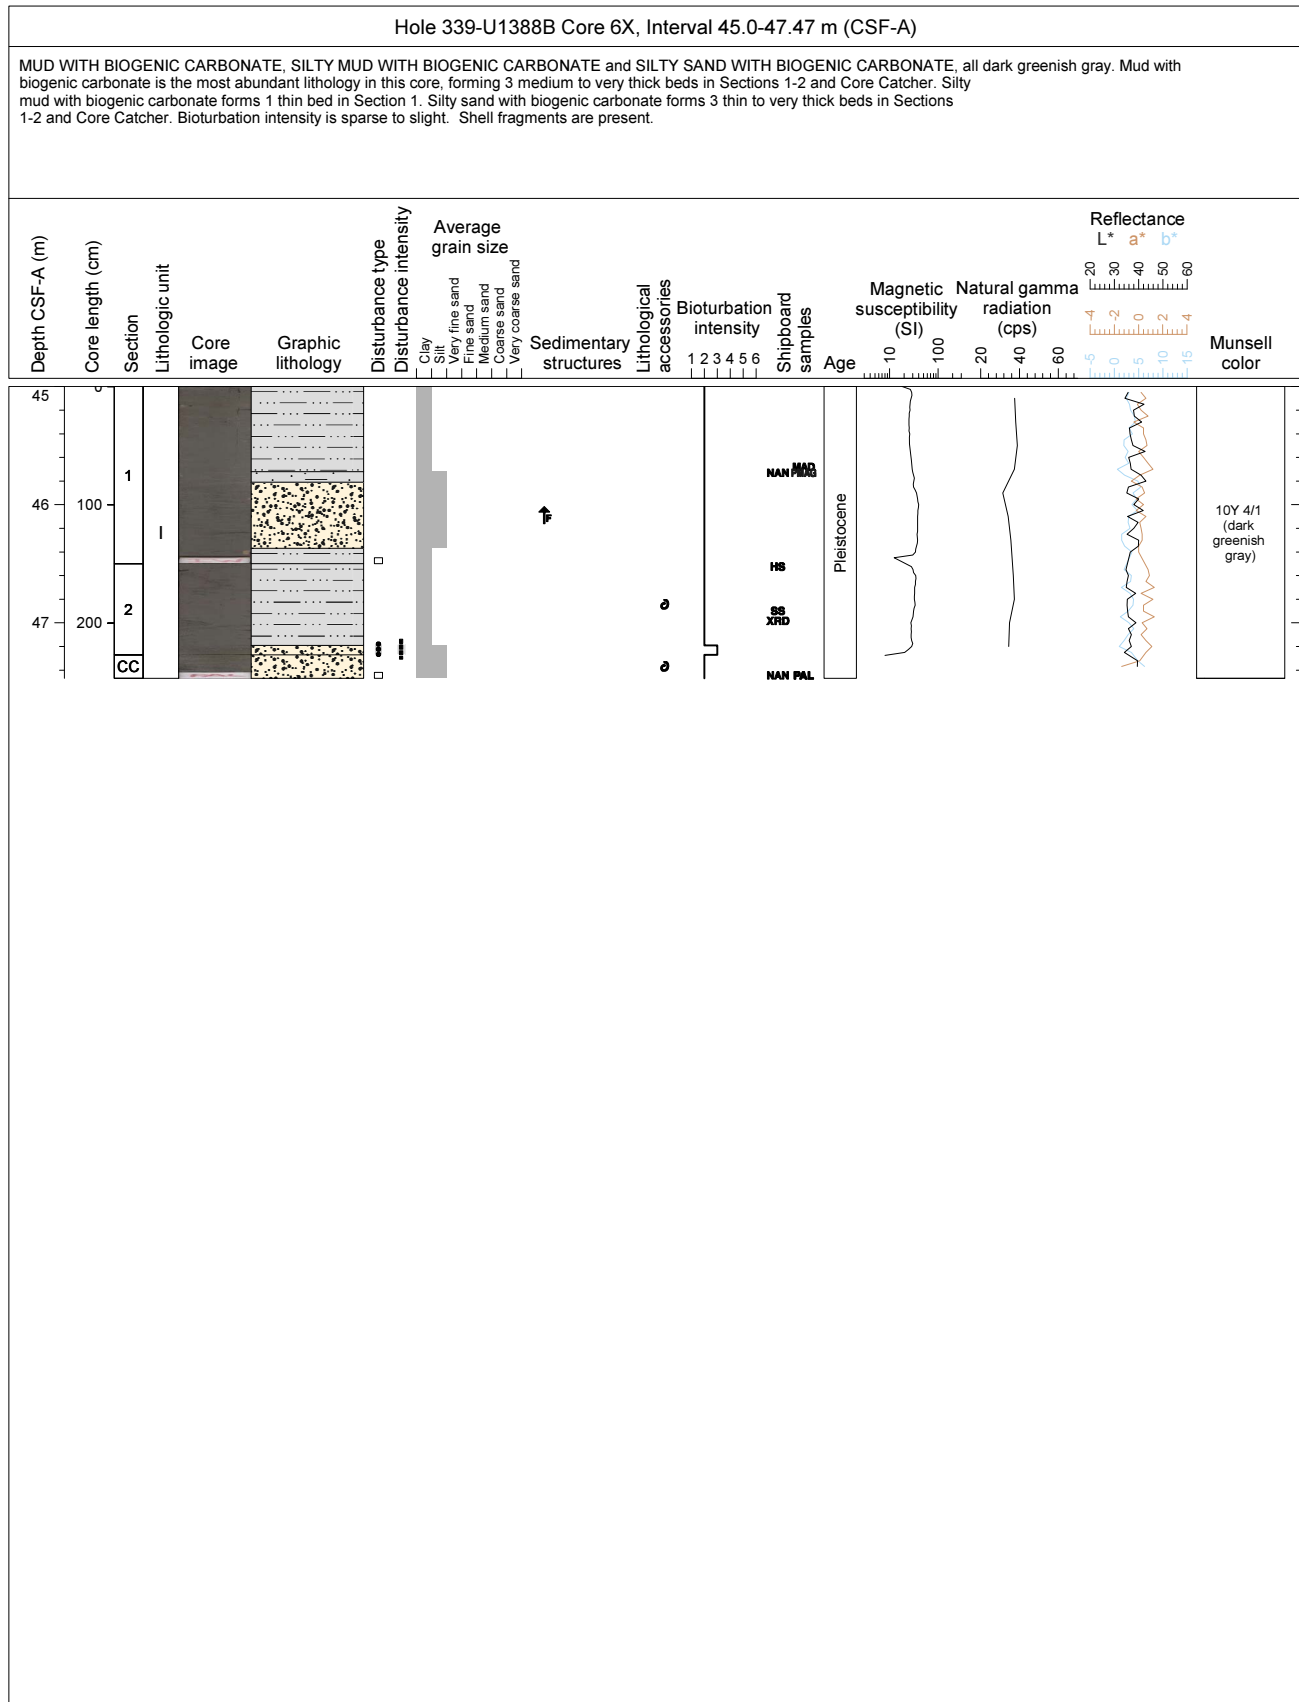 Hole 339-U1388B Core 6X, Interval 45.0-47.47 m (CSF-A)
MUD WITH BIOGENIC CARBONATE, SILTY MUD WITH BIOGENIC CARBONATE and SILTY SAND WITH BIOGENIC CARBONATE, all dark greenish gray. Mud with
biogenic carbonate is the most abundant lithology in this core, forming 3 medium to very thick beds in Sections 1-2 and Core Catcher. Silty
mud with biogenic carbonate forms 1 thin bed in Section 1. Silty sand with biogenic carbonate forms 3 thin to very thick beds in Sections
1-2 and Core Catcher. Bioturbation intensity is sparse to slight. Shell fragments are present.
Depth CSF-A (m)
Core length (cm)
Section
Lithologic unit
Core
image
Graphic
lithology
Disturbance type
Disturbance intensity
Average
grain size
Clay
Silt
Very fine sand
Fine sand
Medium sand
Coarse sand
Very coarse sand
Sedimentary
structures
Lithological
accessories
Bioturbation
intensity
1 2 3 4 5 6
Shipboard
samples
Age
Magnetic
susceptibility
(SI)
10 100
Natural gamma
radiation
(cps)
20 40 60
Reflectance
L* a* b*
20 30 40 50 60
-4 -2 0 2 4
-5 0 5 10 15
Munsell
color
45
46
47
0
100
200
1
2
CC
I
F
MAD
NAN
HS
SS
XRD
NAN PAL
Pleistocene
10Y 4/1
(dark
greenish
gray)